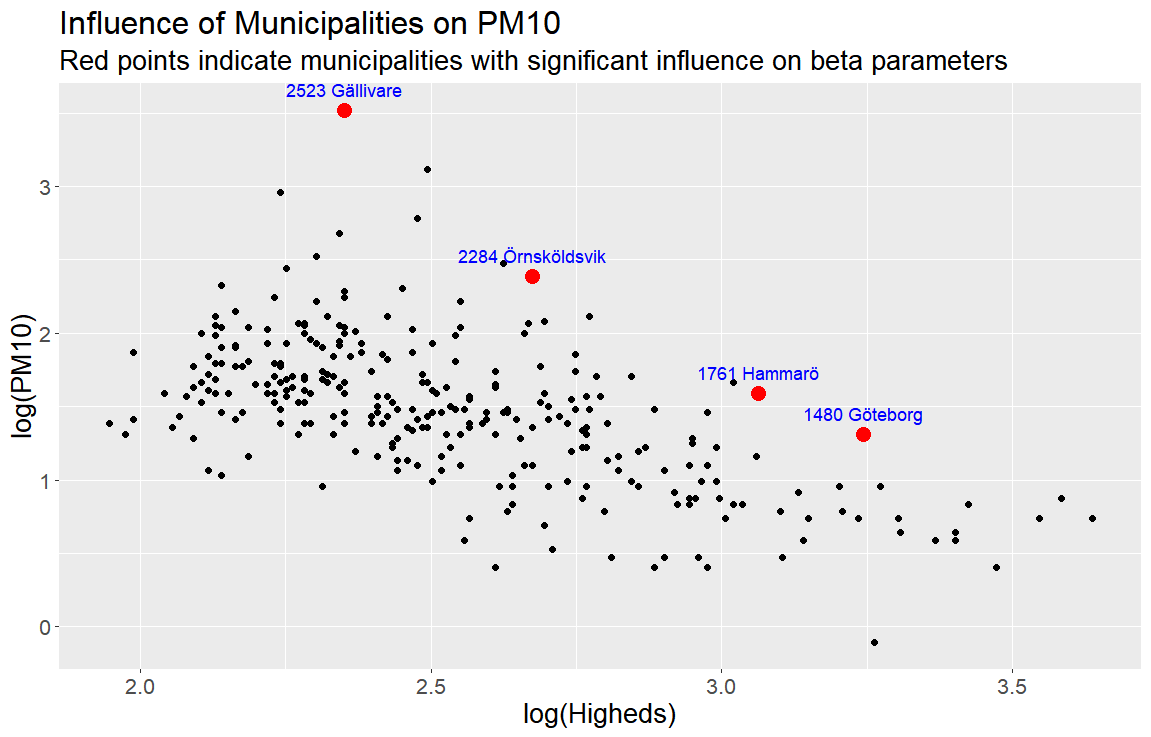 Influence of Municipalities on PM10
Red points indicate municipalities with significant influence on beta parameters
2523 Gällivare
2284 Örnsköldsvik
1761 Hammarö
1480 Göteborg
log(PM10)
3
2
1
0
2.0 2.5 3.0 3.5
log(Higheds)